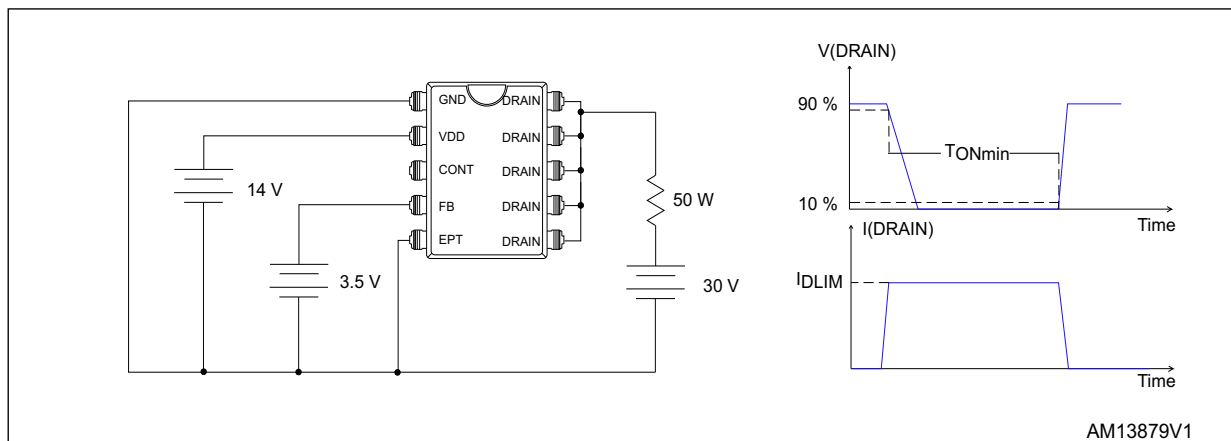 GND DRAIN
VDD DRAIN
CONT DRAIN
FB DRAIN
EPT DRAIN
14 V
3.5 V
50 W
30 V
V(DRAIN)
90 %
TONmin
10 %
Time
I(DRAIN)
IDLIM
Time
AM13879V1